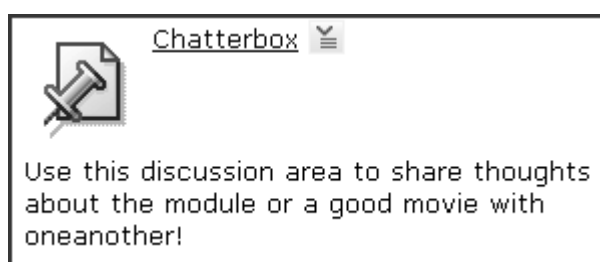 Chatterbox
Use this discussion area to share thoughts
about the module or a good movie with
oneanother!